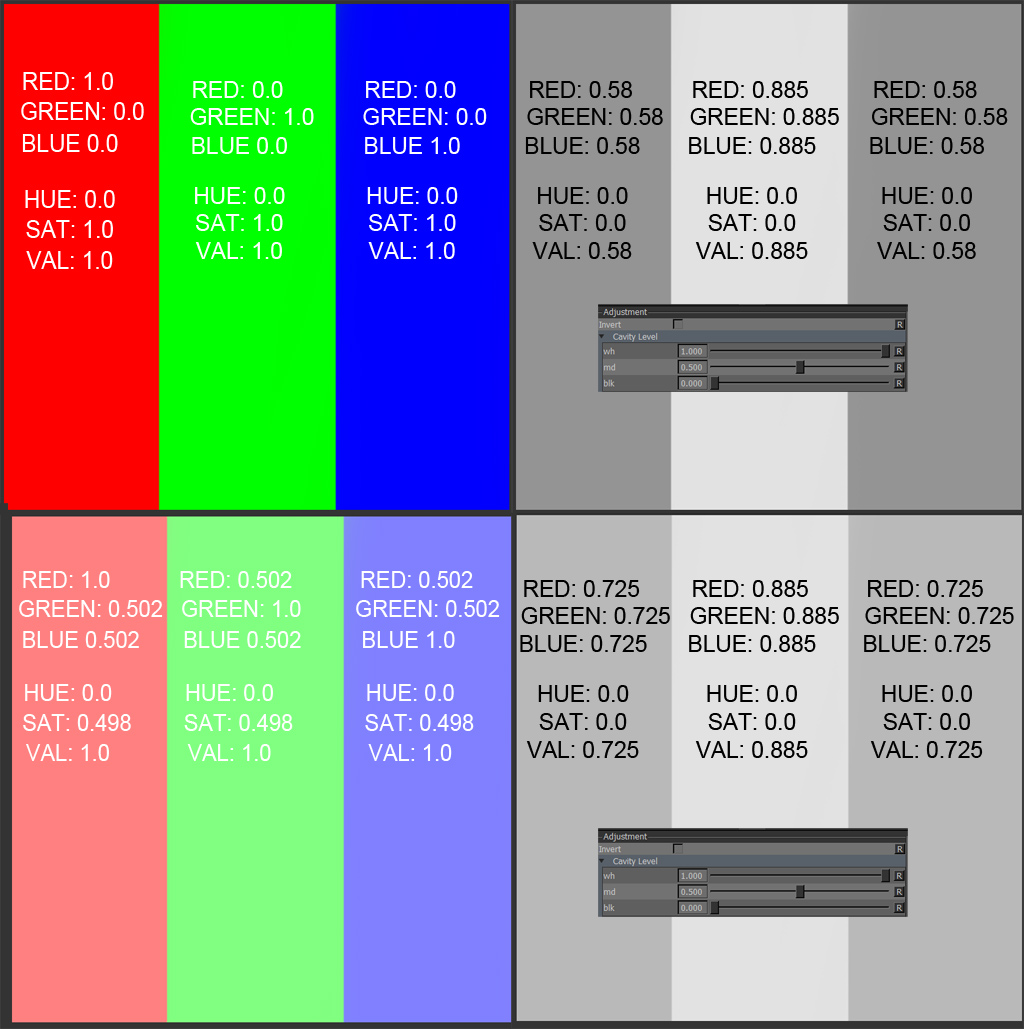 RED: 1.0
GREEN: 0.0
BLUE 0.0
HUE: 0.0
SAT: 1.0
VAL: 1.0
RED: 0.0
GREEN: 1.0
BLUE 0.0
HUE: 0.0
SAT: 1.0
VAL: 1.0
RED: 0.0
GREEN: 0.0
BLUE 1.0
HUE: 0.0
SAT: 1.0
VAL: 1.0
RED: 0.58
GREEN: 0.58
BLUE: 0.58
HUE: 0.0
SAT: 0.0
VAL: 0.58
RED: 0.885
GREEN: 0.885
BLUE: 0.885
HUE: 0.0
SAT: 0.0
VAL: 0.885
RED: 0.58
GREEN: 0.58
BLUE: 0.58
HUE: 0.0
SAT: 0.0
VAL: 0.58
Adjustment
Invert R
Cavity Level
wh 1.000 R
md 0.500 R
blk 0.000 R
RED: 1.0
GREEN: 0.502
BLUE 0.502
HUE: 0.0
SAT: 0.498
VAL: 1.0
RED: 0.502
GREEN: 1.0
BLUE 0.502
HUE: 0.0
SAT: 0.498
VAL: 1.0
RED: 0.502
GREEN: 0.502
BLUE 1.0
HUE: 0.0
SAT: 0.498
VAL: 1.0
RED: 0.725
GREEN: 0.725
BLUE: 0.725
HUE: 0.0
SAT: 0.0
VAL: 0.725
RED: 0.885
GREEN: 0.885
BLUE: 0.885
HUE: 0.0
SAT: 0.0
VAL: 0.885
RED: 0.725
GREEN: 0.725
BLUE: 0.725
HUE: 0.0
SAT: 0.0
VAL: 0.725
Adjustment
Invert R
Cavity Level
wh 1.000 R
md 0.500 R
blk 0.000 R